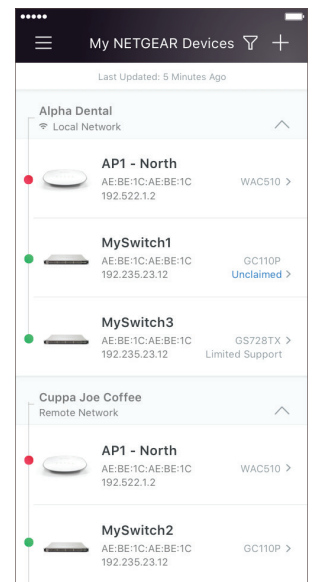 My NETGEAR Devices
Last Updated: 5 Minutes Ago
Alpha Dental
Local Network
AP1 - North
AE:BE:1C:AE:BE:1C
WAC510 >
192.522.1.2
MySwitch1
AE:BE:1C:AE:BE:1C
GC110P
192.235.23.12
Unclaimed >
MySwitch3
AE:BE:1C:AE:BE:1C
GS728TX >
192.235.23.12
Limited Support
Cuppa Joe Coffee
Remote Network
AP1 - North
AE:BE:1C:AE:BE:1C
WAC510 >
192.522.1.2
MySwitch2
AE:BE:1C:AE:BE:1C
GC110P >
192.235.23.12